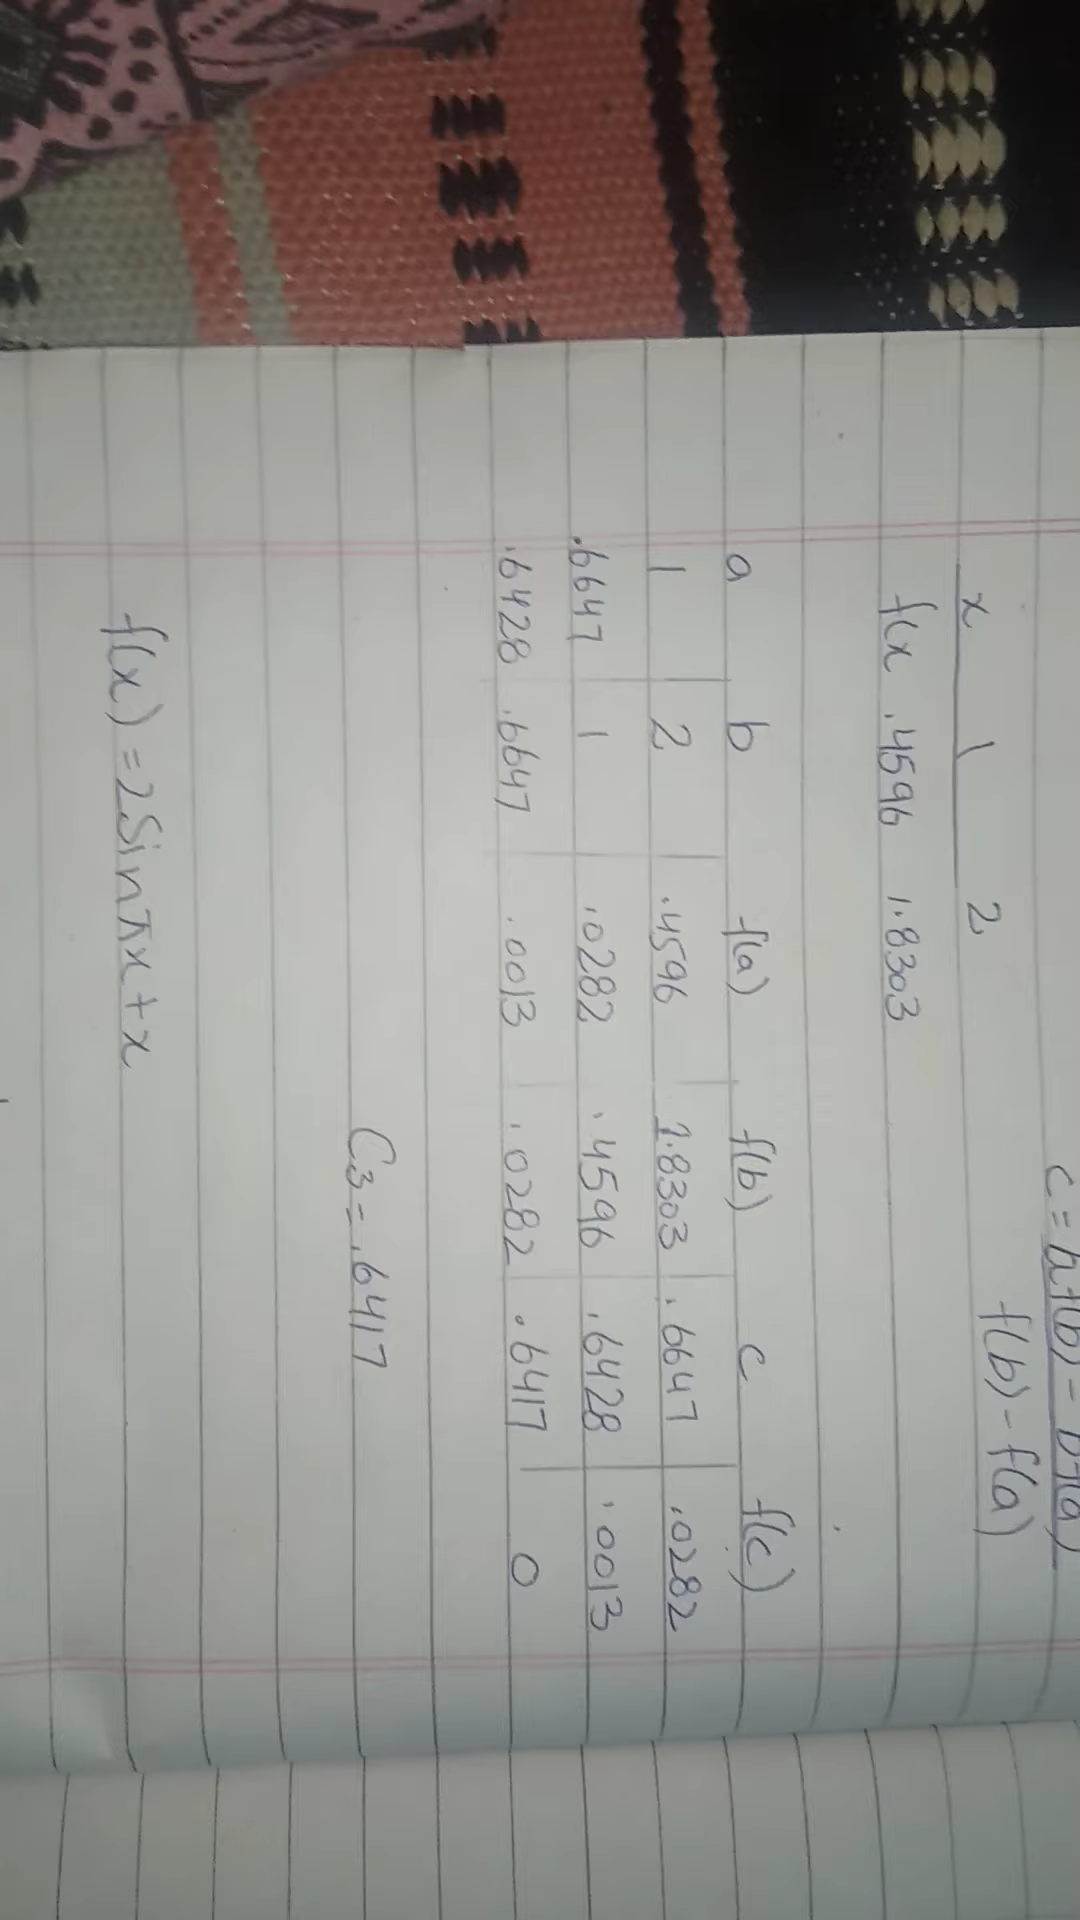 c = af(b) - bf(a)
f(b) - f(a)
x 1 2
f(x .4596 1.8303
a b f(a) f(b) c f(c)
1 2 .4596 1.8303 .6647 .0282
.6647 1 .0282 .4596 .6428 .0013
.6428 .6647 .0013 .0282 .6417 0
C3 = .6417
f(x) = 2Sinπx + x